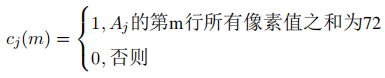 c_j(m) = { 1, A_j的第m行所有像素值之和为72
0, 否则